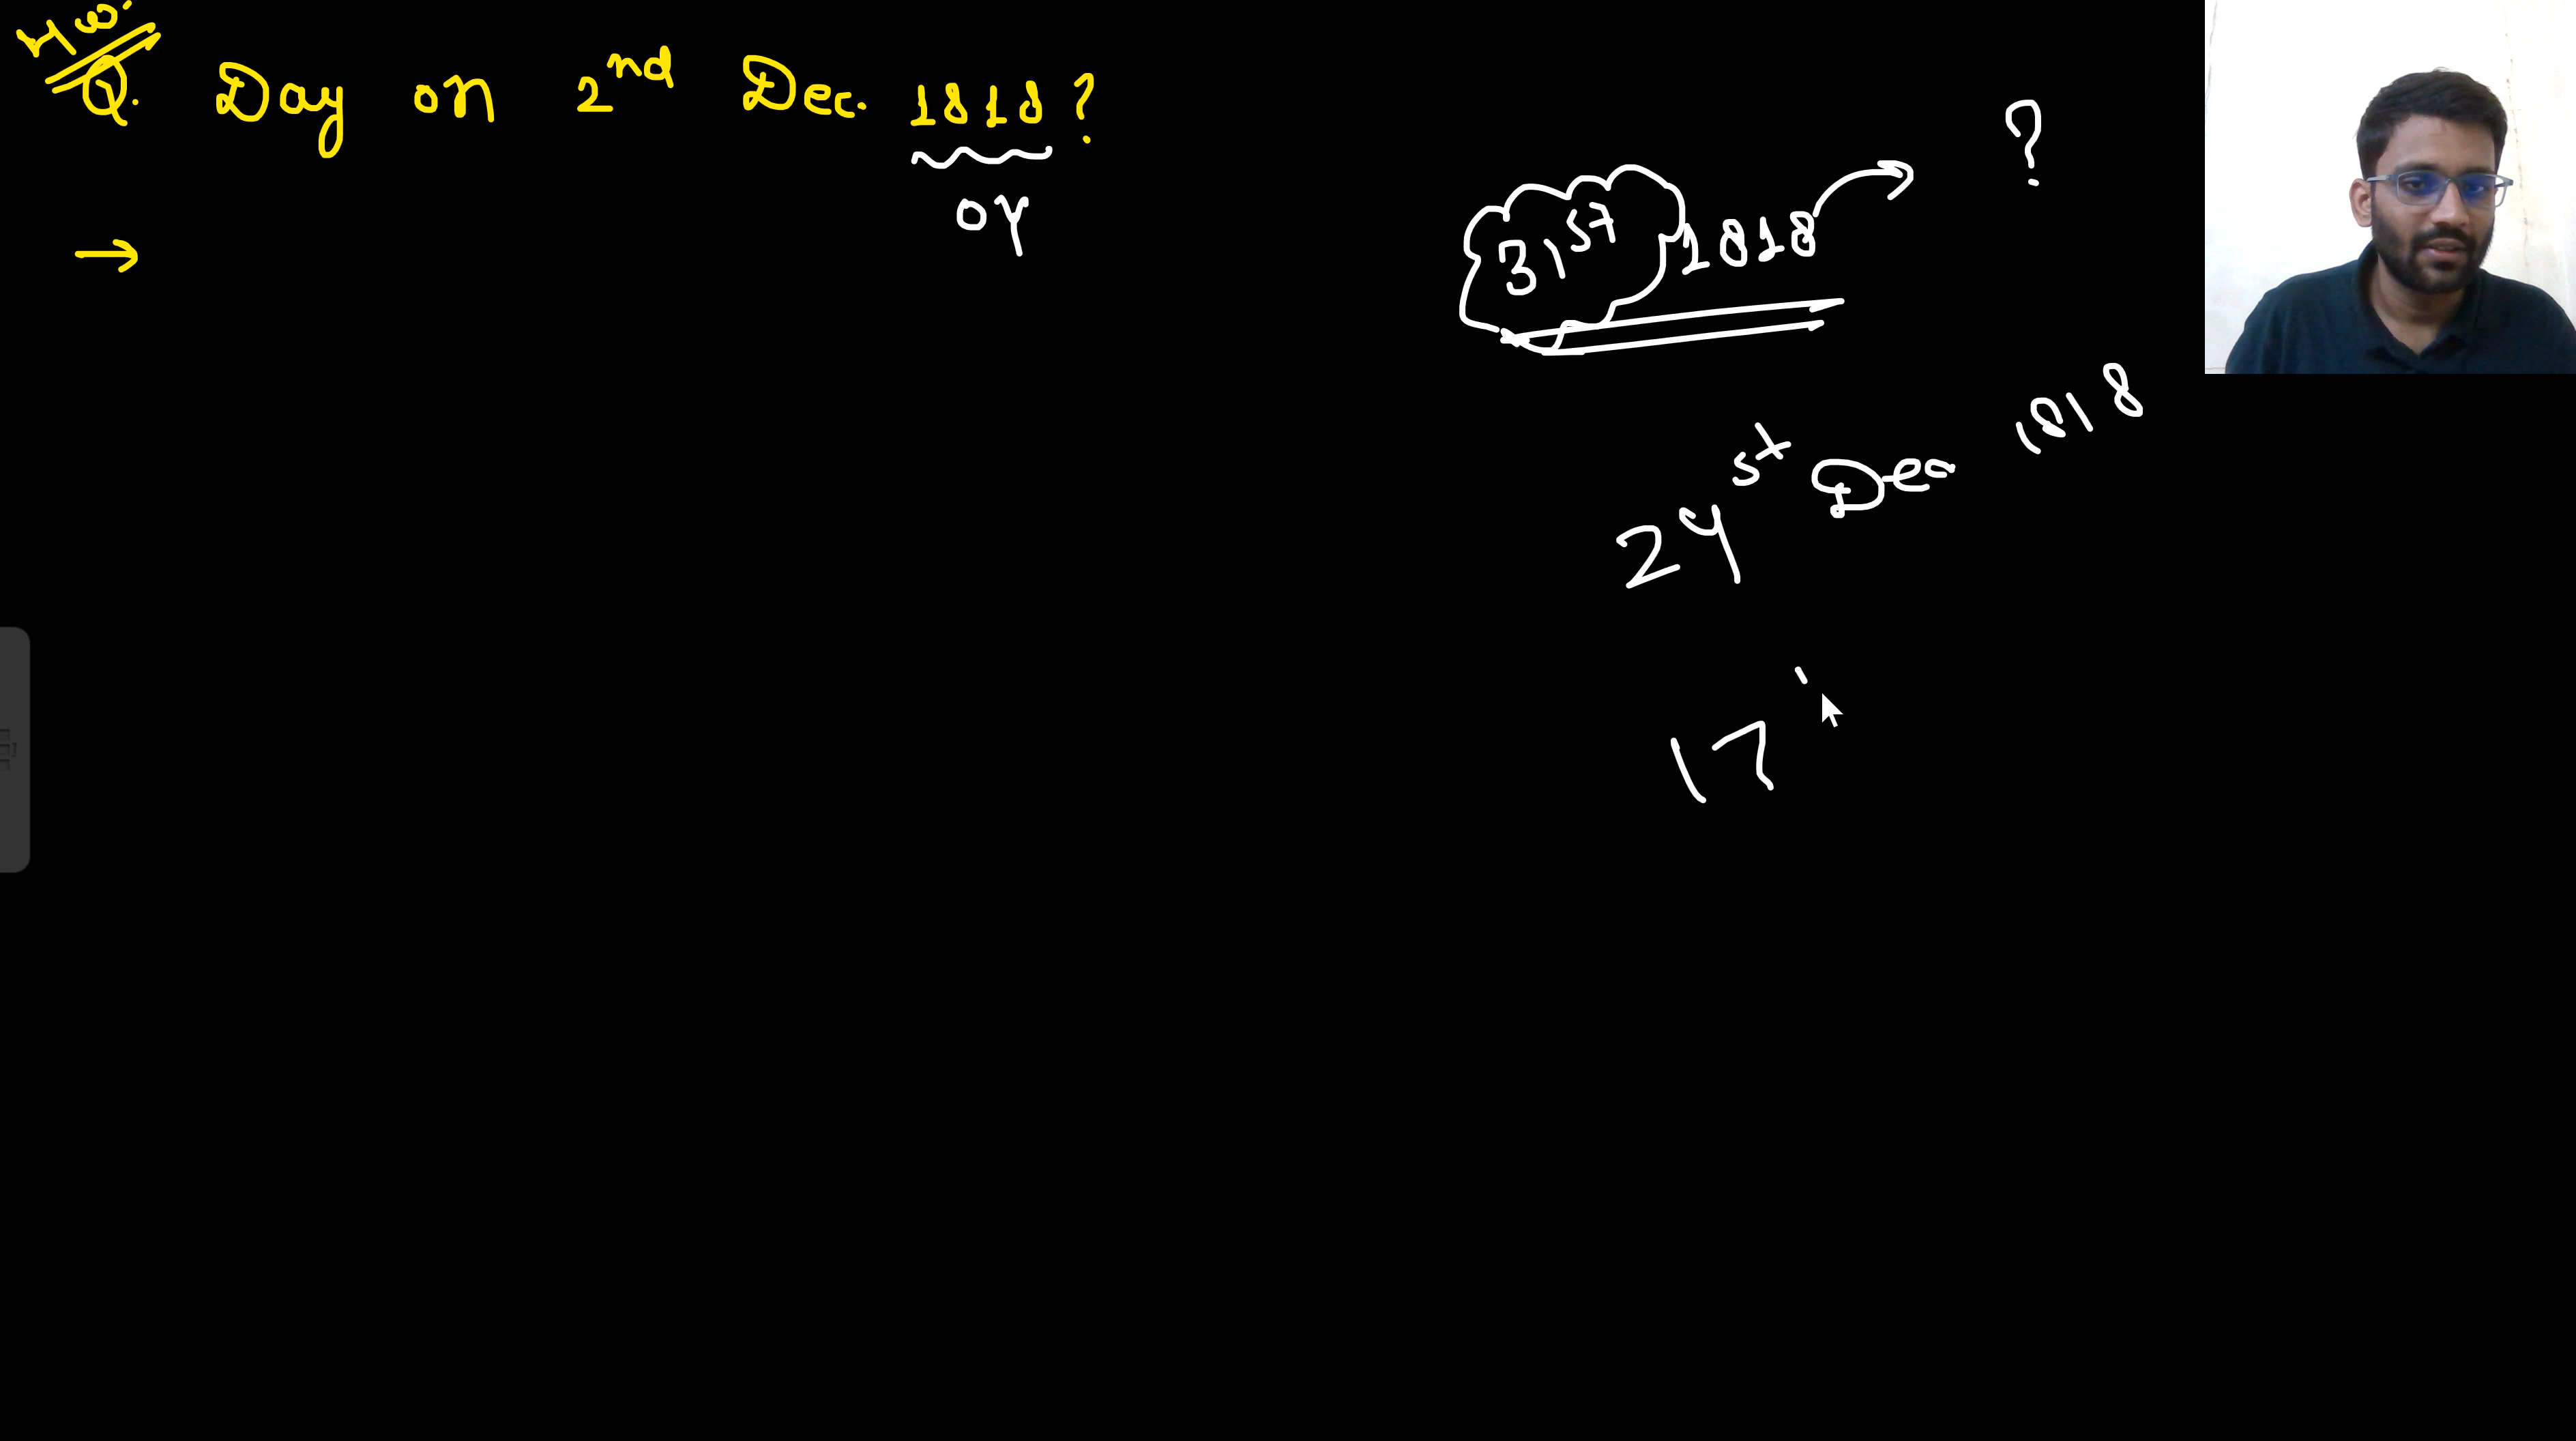 H.W.
Q. Day on 2nd Dec. 1818?
→
OY
31st 1818 → ?
24st Dec 1818
17